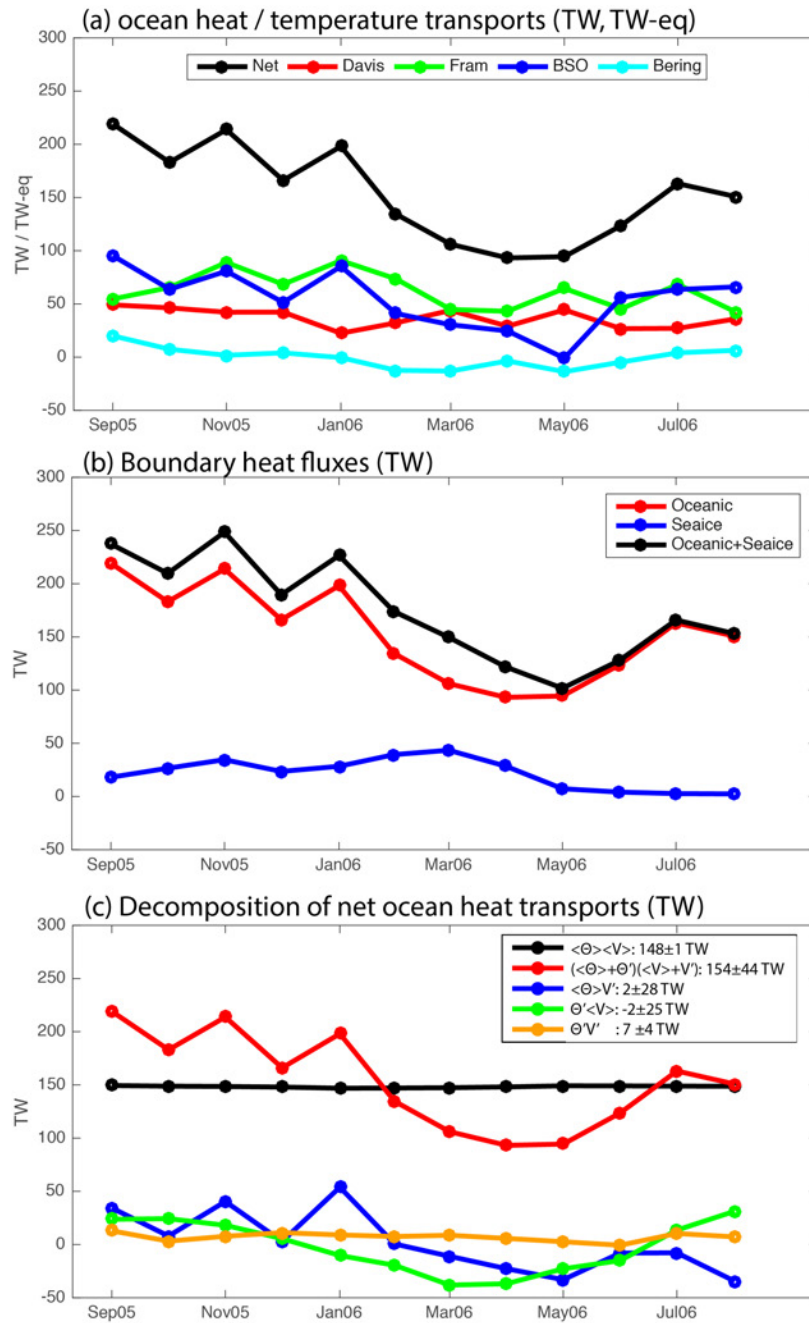 (a) ocean heat / temperature transports (TW, TW-eq)
300
250
200
150
100
50
0
-50
TW / TW-eq
Net Davis Fram BSO Bering
Sep05 Nov05 Jan06 Mar06 May06 Jul06
(b) Boundary heat fluxes (TW)
300
250
200
150
100
50
0
-50
TW
Oceanic
Seaice
Oceanic+Seaice
Sep05 Nov05 Jan06 Mar06 May06 Jul06
(c) Decomposition of net ocean heat transports (TW)
300
250
200
150
100
50
0
-50
TW
<Θ><V>: 148±1 TW
(<Θ>+Θ')(<V>+V'): 154±44 TW
<Θ>V': 2±28 TW
Θ'<V>: -2±25 TW
Θ'V' : 7 ±4 TW
Sep05 Nov05 Jan06 Mar06 May06 Jul06